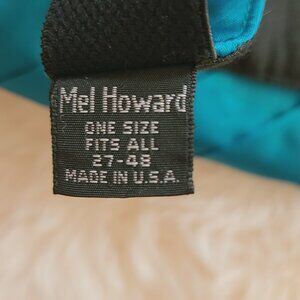 Mel Howard
ONE SIZE
FITS ALL
27-48
MADE IN U.S.A.